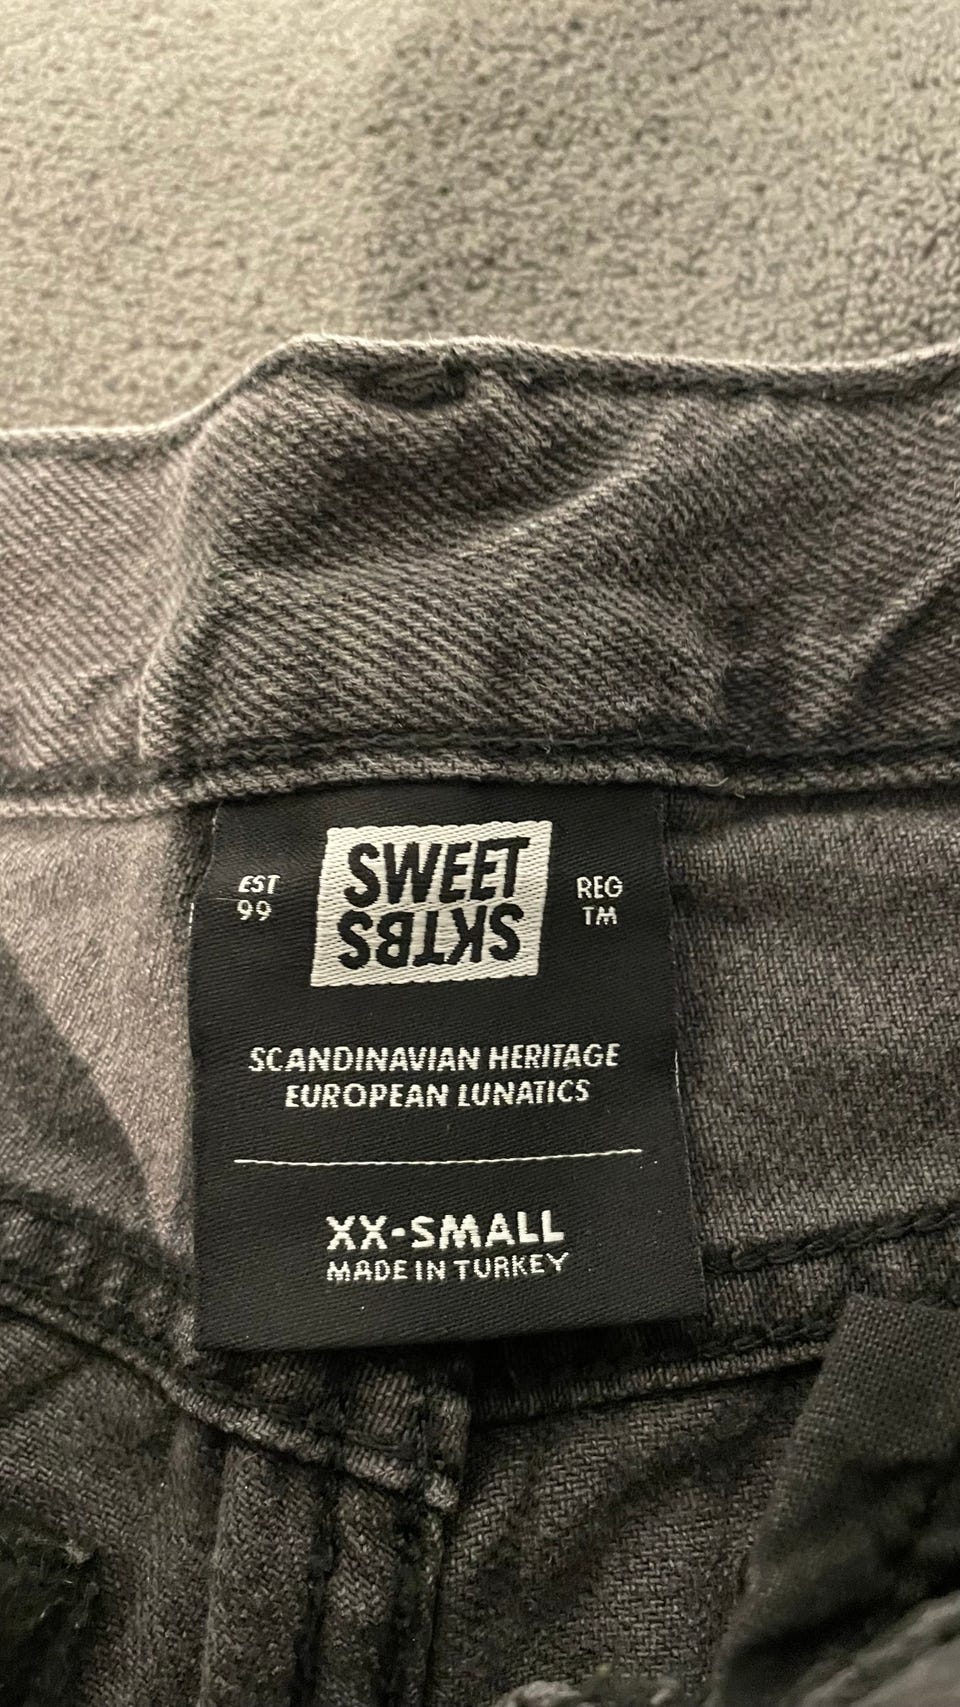 SWEET
SKTBS
EST
99
REG
TM
SCANDINAVIAN HERITAGE
EUROPEAN LUNATICS
XX-SMALL
MADE IN TURKEY